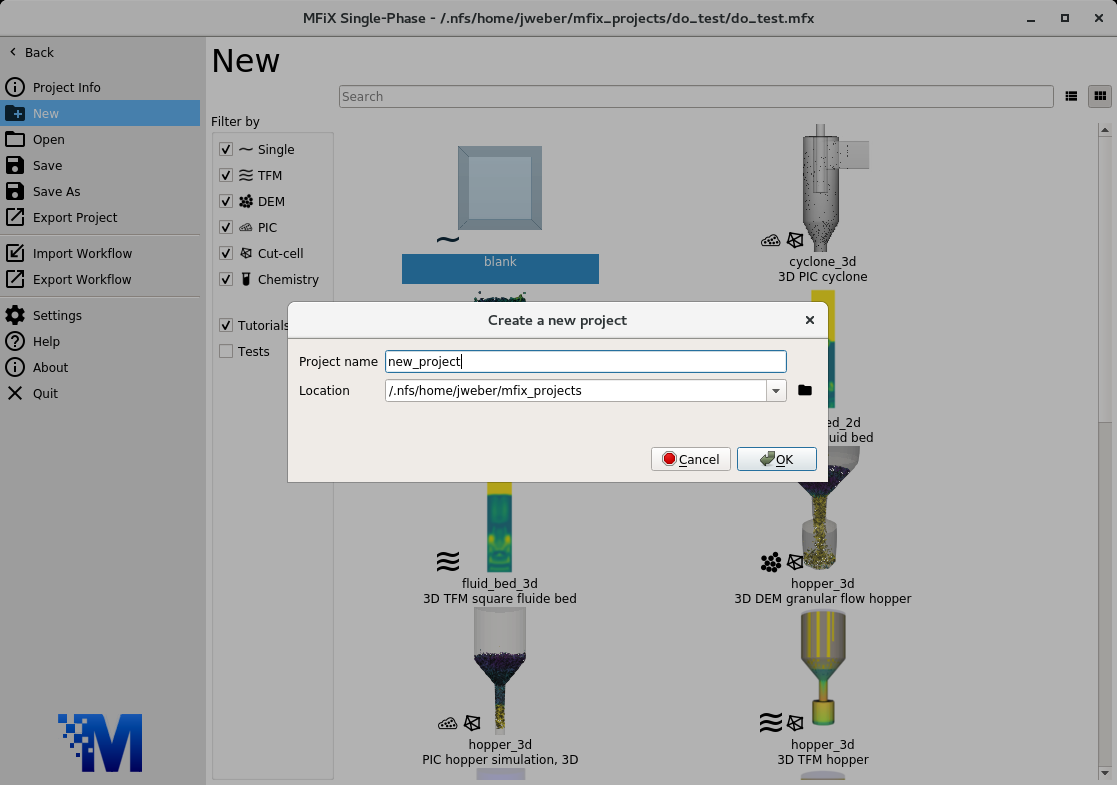 MFiX Single-Phase - /.nfs/home/jweber/mfix_projects/do_test/do_test.mfx
Back
Project Info
New
Open
Save
Save As
Export Project
Import Workflow
Export Workflow
Settings
Help
About
Quit
New
Search
Filter by
Single
TFM
DEM
PIC
Cut-cell
Chemistry
Tutorials
Tests
blank
cyclone_3d
3D PIC cyclone
Create a new project
Project name new_project
Location /.nfs/home/jweber/mfix_projects
Cancel OK
ed_2d
uid bed
fluid_bed_3d
3D TFM square fluide bed
hopper_3d
3D DEM granular flow hopper
hopper_3d
PIC hopper simulation, 3D
hopper_3d
3D TFM hopper